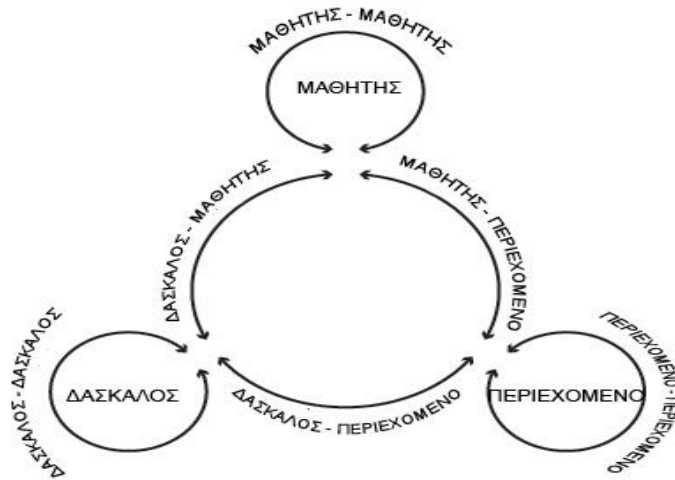 ΜΑΘΗΤΗΣ - ΜΑΘΗΤΗΣ
ΜΑΘΗΤΗΣ
ΔΑΣΚΑΛΟΣ - ΜΑΘΗΤΗΣ
ΜΑΘΗΤΗΣ - ΠΕΡΙΕΧΟΜΕΝΟ
ΔΑΣΚΑΛΟΣ - ΔΑΣΚΑΛΟΣ
ΔΑΣΚΑΛΟΣ
ΔΑΣΚΑΛΟΣ - ΠΕΡΙΕΧΟΜΕΝΟ
ΠΕΡΙΕΧΟΜΕΝΟ
ΠΕΡΙΕΧΟΜΕΝΟ - ΠΕΡΙΕΧΟΜΕΝΟ